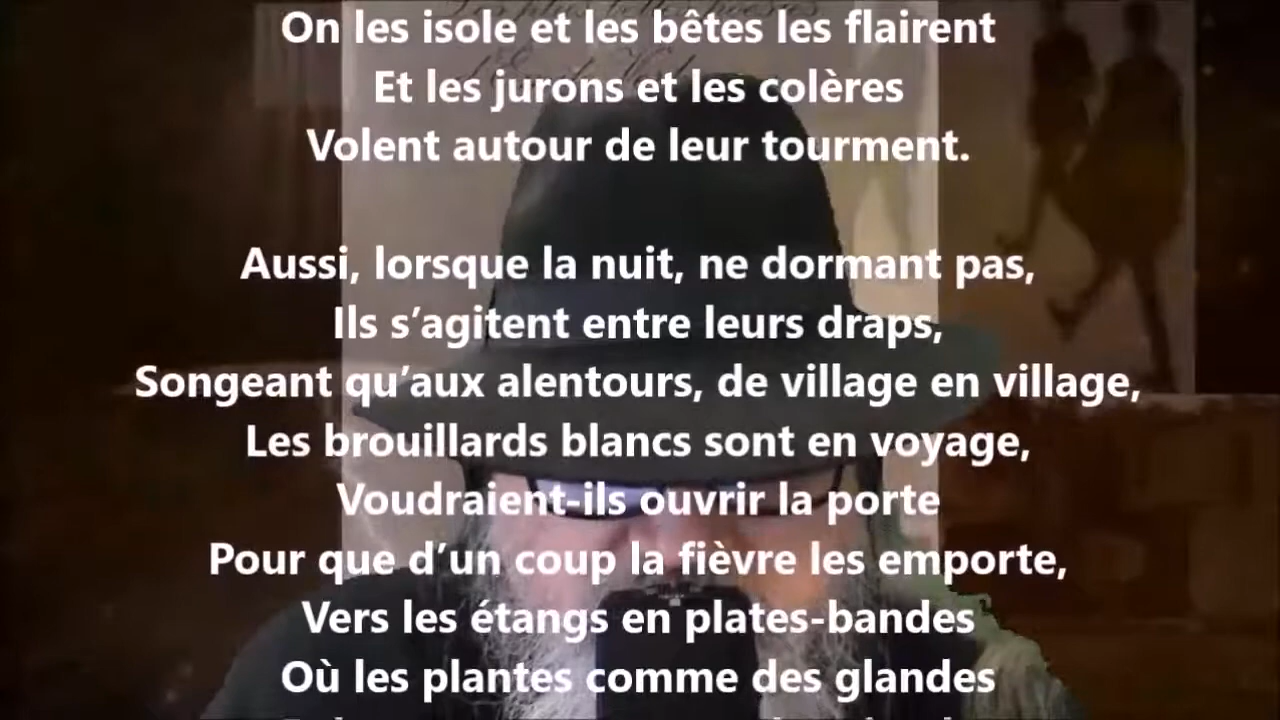 On les isole et les bêtes les flairent
Et les jurons et les colères
Volent autour de leur tourment.
Aussi, lorsque la nuit, ne dormant pas,
Ils s’agitent entre leurs draps,
Songeant qu’aux alentours, de village en village,
Les brouillards blancs sont en voyage,
Voudraient-ils ouvrir la porte
Pour que d’un coup la fièvre les emporte,
Vers les étangs en plates-bandes
Où les plantes comme des glandes